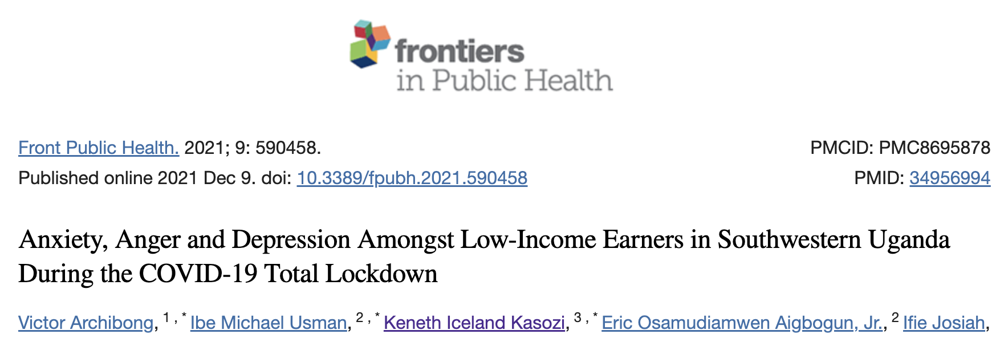 frontiers
in Public Health
Front Public Health. 2021; 9: 590458.
PMCID: PMC8695878
Published online 2021 Dec 9. doi: 10.3389/fpubh.2021.590458
PMID: 34956994
Anxiety, Anger and Depression Amongst Low-Income Earners in Southwestern Uganda
During the COVID-19 Total Lockdown
Victor Archibong, 1 , * Ibe Michael Usman, 2 , * Keneth Iceland Kasozi, 3 , * Eric Osamudiamwen Aigbogun, Jr., 2 Ifie Josiah,